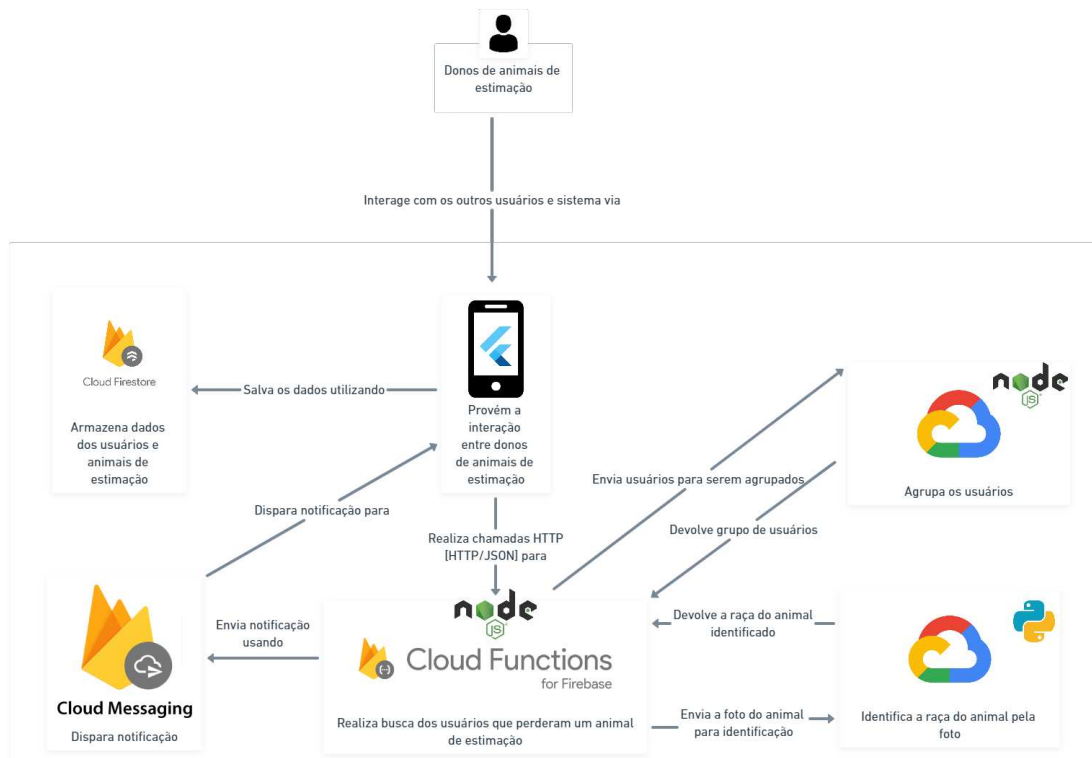 Donos de animais de
estimação
Interage com os outros usuários e sistema via
Cloud Firestore
Armazena dados
dos usuários e
animais de
estimação
Salva os dados utilizando
Provém a
interação
entre donos
de animais de
estimação
node
JS
Agrupa os usuários
Envia usuários para serem agrupados
Dispara notificação para
Devolve grupo de usuários
Realiza chamadas HTTP
[HTTP/JSON] para
Cloud Messaging
Dispara notificação
Envia notificação
usando
node
JS
Cloud Functions
for Firebase
Realiza busca dos usuários que perderam um animal
de estimação
Devolve a raça do animal
identificado
Envia a foto do animal
para identificação
Identifica a raça do animal pela
foto